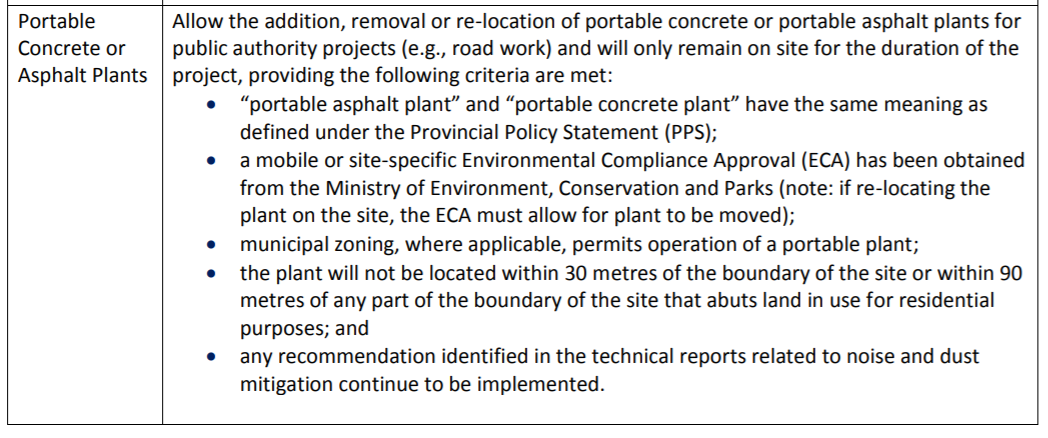 Portable
Concrete or
Asphalt Plants
Allow the addition, removal or re-location of portable concrete or portable asphalt plants for
public authority projects (e.g., road work) and will only remain on site for the duration of the
project, providing the following criteria are met:
• “portable asphalt plant” and “portable concrete plant” have the same meaning as
defined under the Provincial Policy Statement (PPS);
• a mobile or site-specific Environmental Compliance Approval (ECA) has been obtained
from the Ministry of Environment, Conservation and Parks (note: if re-locating the
plant on the site, the ECA must allow for plant to be moved);
• municipal zoning, where applicable, permits operation of a portable plant;
• the plant will not be located within 30 metres of the boundary of the site or within 90
metres of any part of the boundary of the site that abuts land in use for residential
purposes; and
• any recommendation identified in the technical reports related to noise and dust
mitigation continue to be implemented.